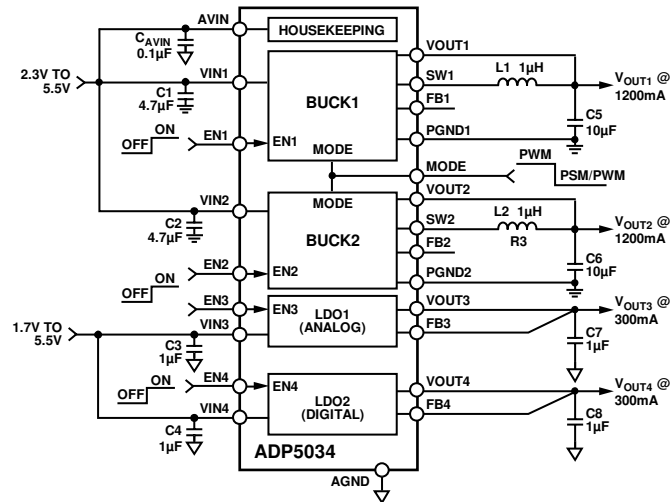 AVIN
HOUSEKEEPING
CAVIN
0.1µF
VOUT1
2.3V TO
5.5V
VIN1
SW1
L1 1µH
VOUT1 @
1200mA
C1
4.7µF
BUCK1
FB1
C5
10µF
ON
OFF
EN1
EN1
PGND1
MODE
MODE
PWM
PSM/PWM
VIN2
MODE
VOUT2
C2
4.7µF
BUCK2
SW2
L2 1µH
R3
VOUT2 @
1200mA
FB2
EN2
EN2
C6
10µF
ON
OFF
PGND2
EN3
EN3
LDO1
(ANALOG)
VOUT3
VOUT3 @
300mA
1.7V TO
5.5V
VIN3
FB3
C3
1µF
C7
1µF
ON
OFF
EN4
EN4
LDO2
(DIGITAL)
VOUT4
VOUT4 @
300mA
VIN4
FB4
C4
1µF
C8
1µF
ADP5034
AGND